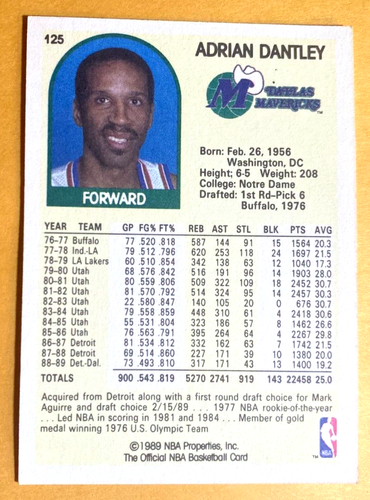 125
ADRIAN DANTLEY
M DALLAS
MAVERICKS TM
FORWARD
Born: Feb. 26, 1956
Washington, DC
Height; 6-5 Weight: 208
College: Notre Dame
Drafted: 1st Rd-Pick 6
Buffalo, 1976
YEAR TEAM GP FG% FT% REB AST STL BLK PTS AVG
76-77 Buffalo 77 .520 .818 587 144 91 15 1564 20.3
77-78 Ind.-LA 79 .512 .796 620 253 118 24 1697 21.5
78-79 LA Lakers 60 .510 .854 342 138 63 12 1040 17.3
79-80 Utah 68 .576 .842 516 191 96 14 1903 28.0
80-81 Utah 80 .559 .806 509 322 109 18 2452 30.7
81-82 Utah 81 .570 .792 514 324 95 14 2457 30.3
82-83 Utah 22 .580 .847 140 105 20 0 676 30.7
83-84 Utah 79 .558 .859 448 310 61 4 2418 30.6
84-85 Utah 55 .531 .804 323 186 57 8 1462 26.6
85-86 Utah 76 .563 .791 395 264 64 4 2267 29.8
86-87 Detroit 81 .534 .812 332 162 63 7 1742 21.5
87-88 Detroit 69 .514 .860 227 171 39 10 1380 20.0
88-89 Det.-Dal. 73 .493 .810 317 171 43 13 1400 19.2
TOTALS 900 .543 .819 5270 2741 919 143 22458 25.0
Acquired from Detroit along with a first round draft choice for Mark
Aguirre and draft choice 2/15/89 . . . 1977 NBA rookie-of-the-year
. . . Led NBA in scoring in 1981 and 1984 . . . Member of gold
medal winning 1976 U.S. Olympic Team
©1989 NBA Properties, Inc.
The Official NBA Basketball Card
NBA